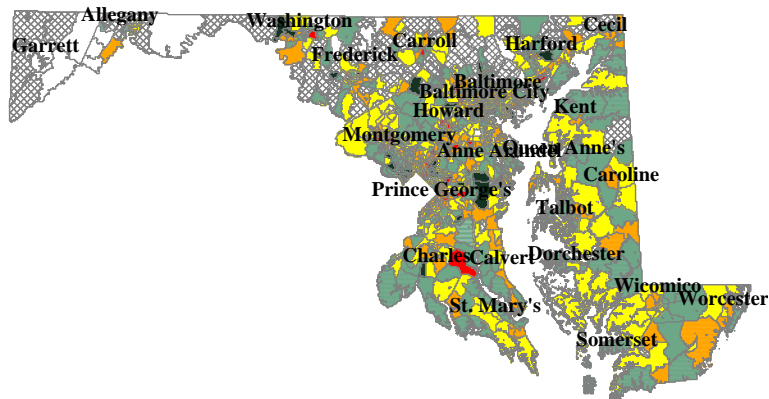 Allegany
Washington
Cecil
Garrett
Frederick
Carroll
Harford
Baltimore
Baltimore City
Howard
Kent
Montgomery
Anne Arundel
Queen Anne's
Prince George's
Caroline
Talbot
Charles
Calvert
Dorchester
St. Mary's
Wicomico
Worcester
Somerset